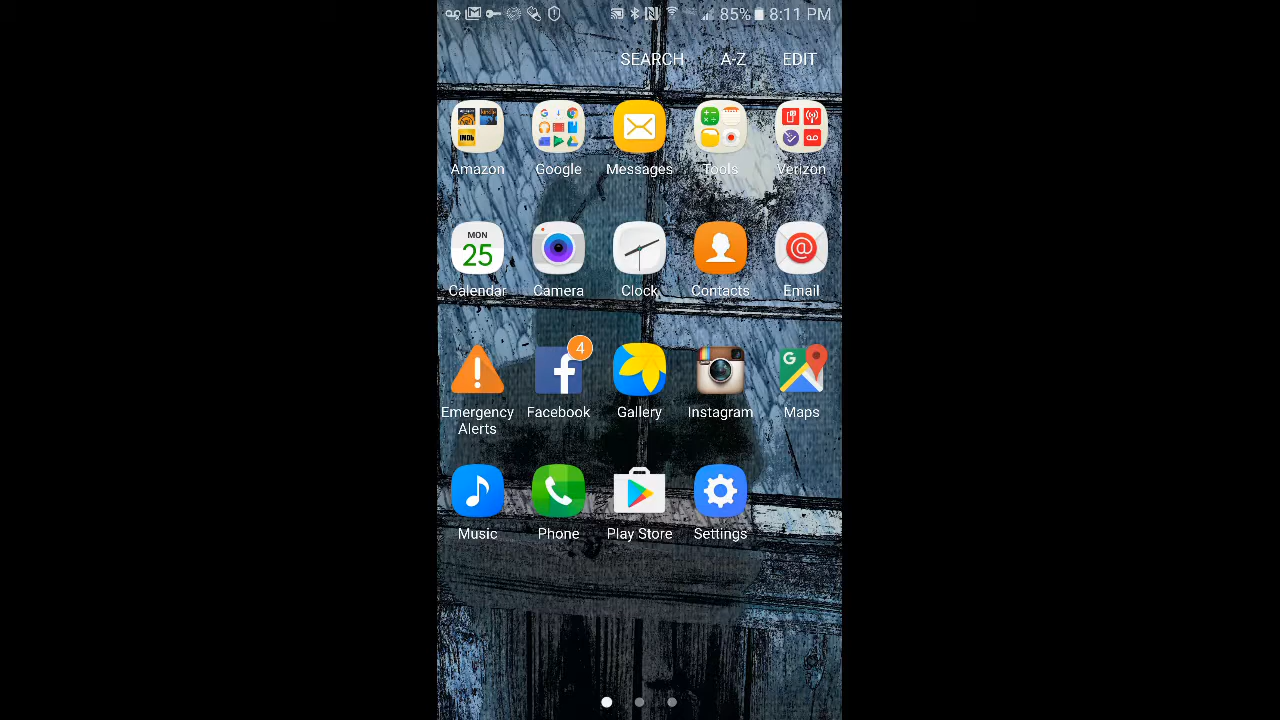 85% 8:11 PM
SEARCH A-Z EDIT
Amazon Google Messages Tools Verizon
MON
25
Calendar Camera Clock Contacts Email
4
Emergency Alerts Facebook Gallery Instagram Maps
Music Phone Play Store Settings